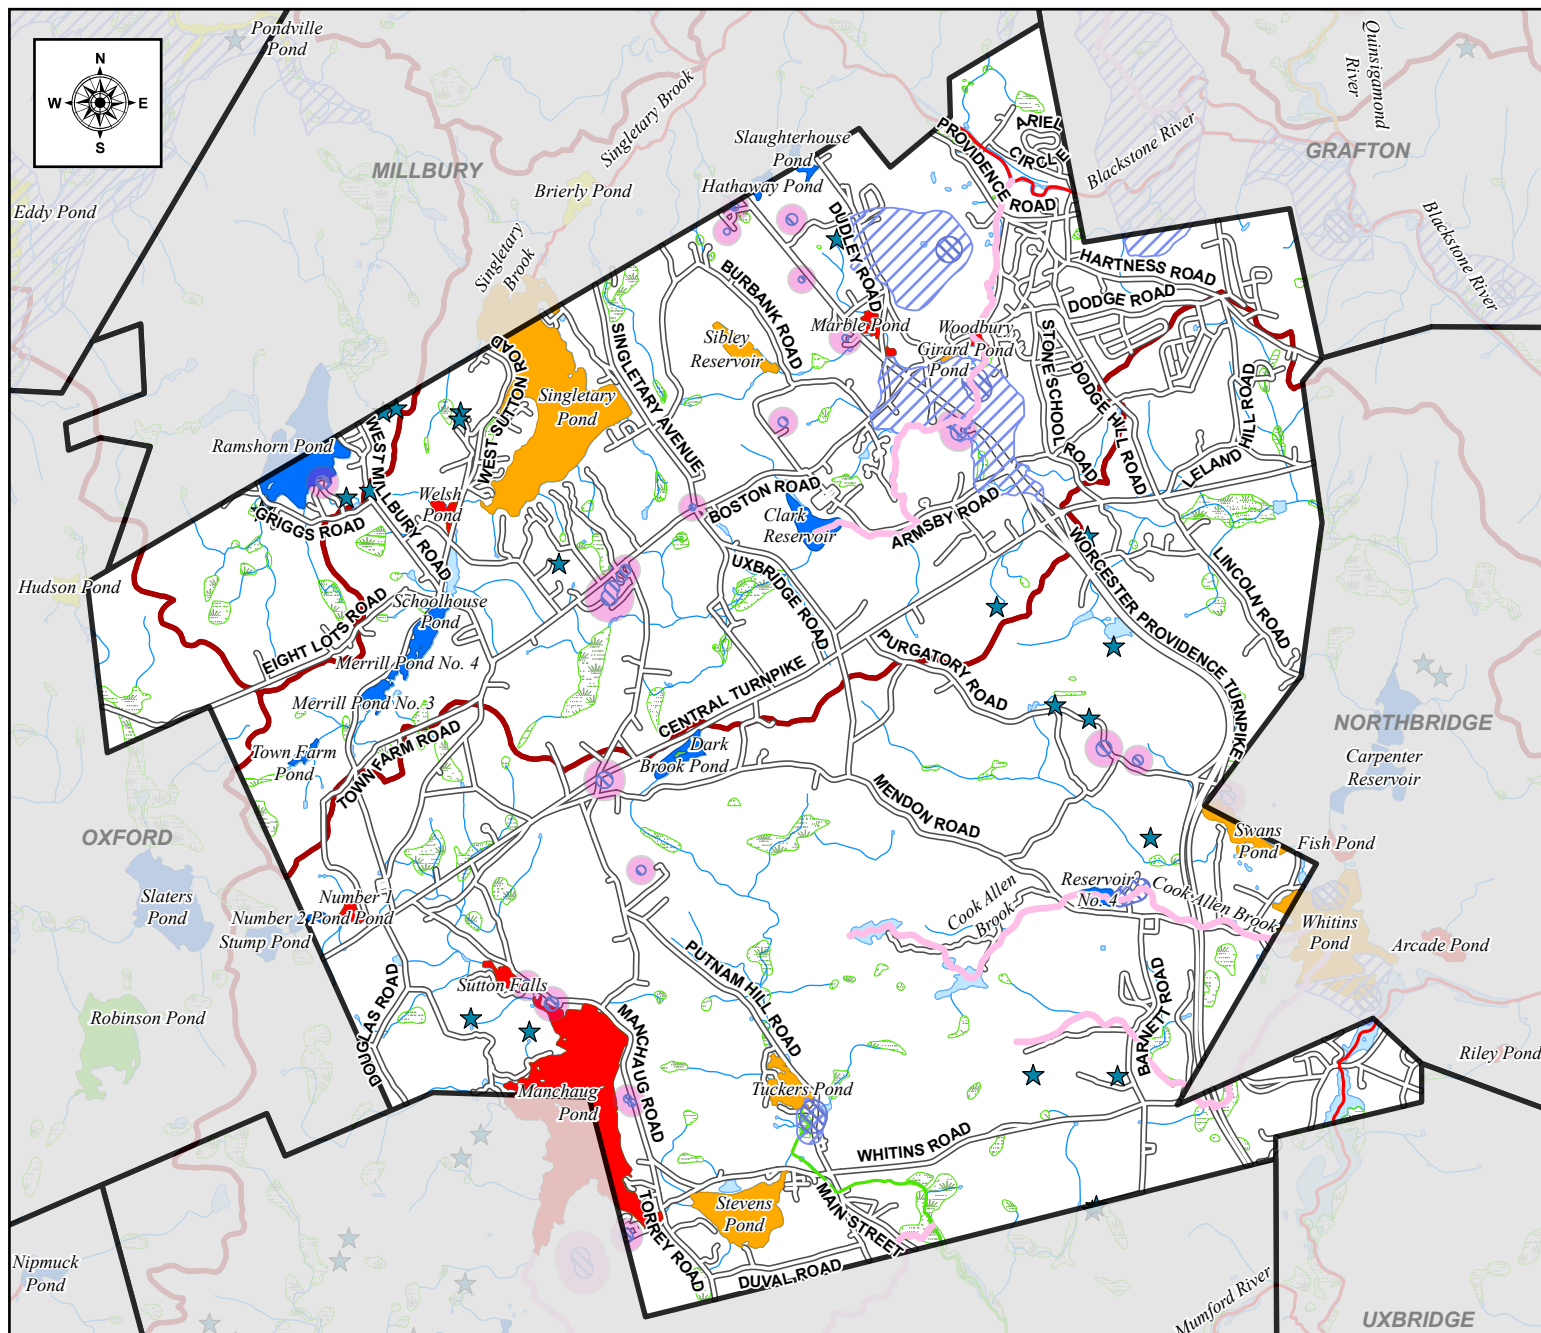 Pondville
Pond
N
W
E
S
MILLBURY
Singletary Brook
Brierly Pond
Slaughterhouse
Pond
Hathaway Pond
PROVIDENCE
ROAD
ARIEL
CIRCLE
Blackstone River
Quinsigamond
River
GRAFTON
Blackstone River
Eddy Pond
Singletary
Brook
DUDLEY ROAD
BURBANK ROAD
HARTNESS ROAD
DODGE ROAD
Marble Pond
Woodbury
Pond
Girard
Pond
Sibley
Reservoir
SINGLETARY AVENUE
WEST SUTTON ROAD
Singletary
Pond
STONE SCHOOL
ROAD
DODGE HILL ROAD
LELAND HILL ROAD
Ramshorn Pond
WEST MILLBURY ROAD
GRIGGS ROAD
Welsh
Pond
BOSTON ROAD
Clark
Reservoir
ARMSBY ROAD
WORCESTER PROVIDENCE TURNPIKE
LINCOLN ROAD
UXBRIDGE ROAD
Hudson Pond
Schoolhouse
Pond
EIGHT LOTS ROAD
Merrill Pond No. 4
Merrill Pond No. 3
PURGATORY ROAD
CENTRAL TURNPIKE
NORTHBRIDGE
Carpenter
Reservoir
Town Farm
Pond
TOWN FARM ROAD
Dark
Brook Pond
MENDON ROAD
OXFORD
Swans
Pond
Fish Pond
Slaters
Pond
Number 1
Pond
Number 2 Pond
Stump Pond
Reservoir
No. 4
Cook Allen
Brook
Cook Allen Brook
Whitins
Pond
Arcade Pond
Robinson Pond
DOUGLAS ROAD
Sutton Falls
PUTNAM HILL ROAD
MANCHAUG ROAD
BARNETT ROAD
Riley Pond
Manchaug
Pond
Tuckers Pond
WHITINS ROAD
TORREY ROAD
Stevens
Pond
MAIN STREET
DUVAL ROAD
Nipmuck
Pond
Mumford River
UXBRIDGE